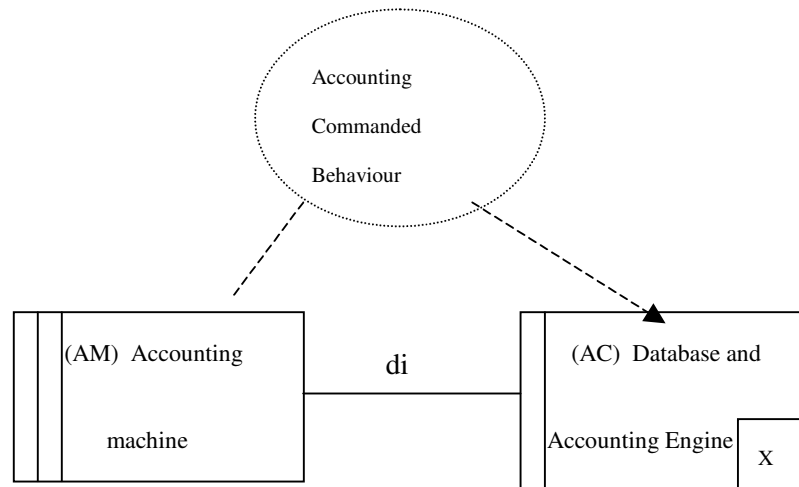 Accounting
Commanded
Behaviour
(AM) Accounting
machine
di
(AC) Database and
Accounting Engine
X